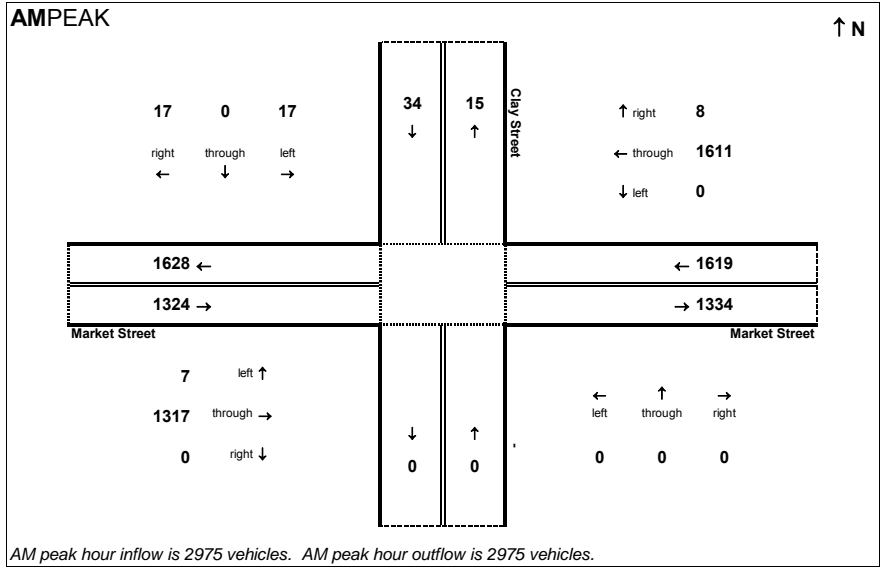 AMPEAK
↑ N
17 0 17
right through left
← ↓ →
34 15
↓ ↑
Clay Street
↑ right 8
← through 1611
↓ left 0
1628 ←
1324 →
← 1619
→ 1334
Market Street
Market Street
7 left ↑
1317 through →
0 right ↓
↓ ↑
0 0
← ↑ →
left through right
0 0 0
AM peak hour inflow is 2975 vehicles. AM peak hour outflow is 2975 vehicles.